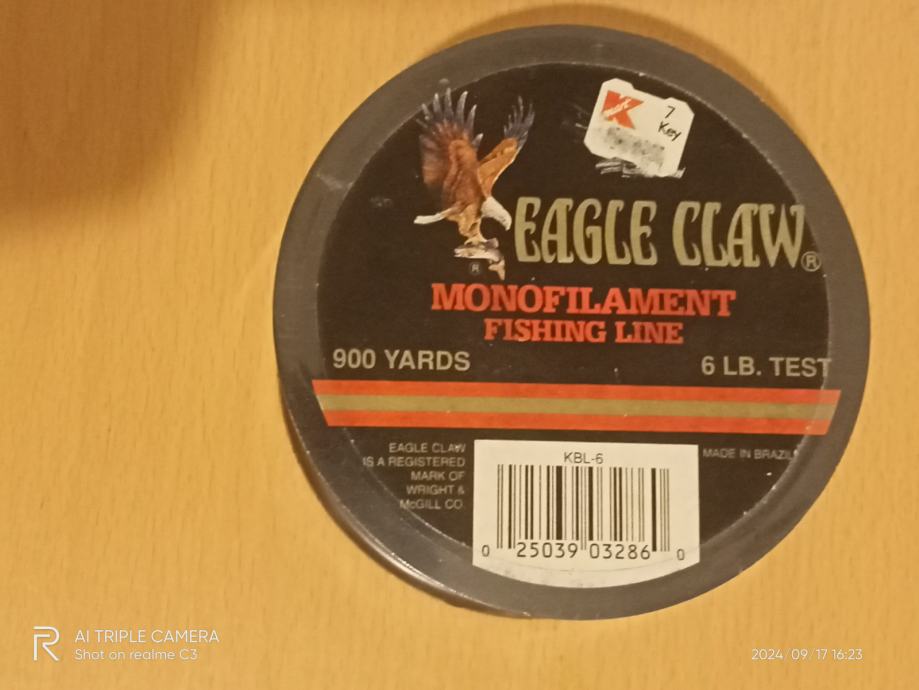 K
mart
7
Key
EAGLE CLAW®
®
MONOFILAMENT
FISHING LINE
900 YARDS
6 LB. TEST
EAGLE CLAW
IS A REGISTERED
MARK OF
WRIGHT &
McGILL CO.
MADE IN BRAZIL
KBL-6
0 25039 03286 0
AI TRIPLE CAMERA
Shot on realme C3
2024/09/17 16:23